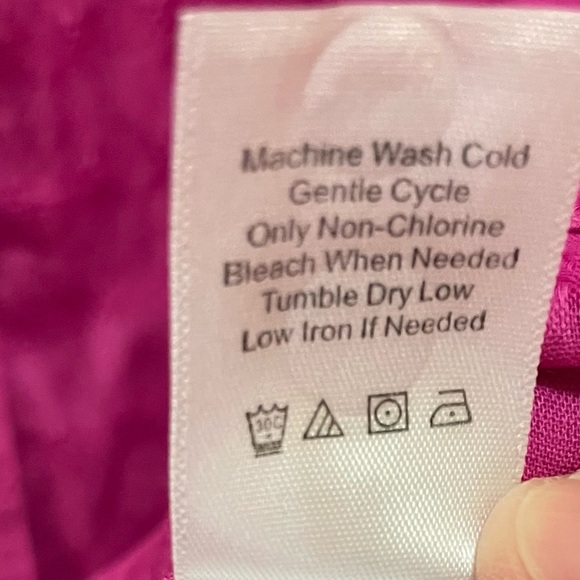 Machine Wash Cold
Gentle Cycle
Only Non-Chlorine
Bleach When Needed
Tumble Dry Low
Low Iron If Needed
30C